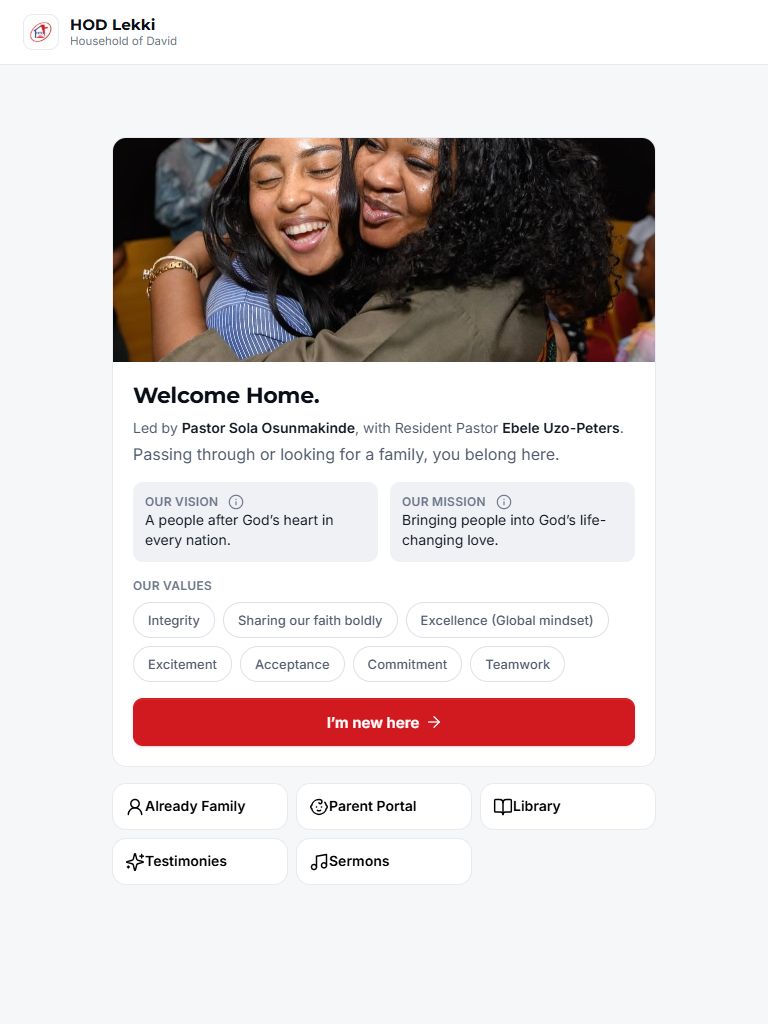 HOD Lekki
Household of David
Welcome Home.
Led by Pastor Sola Osunmakinde, with Resident Pastor Ebele Uzo-Peters.
Passing through or looking for a family, you belong here.
OUR VISION
A people after God’s heart in
every nation.
OUR MISSION
Bringing people into God’s life-
changing love.
OUR VALUES
Integrity
Sharing our faith boldly
Excellence (Global mindset)
Excitement
Acceptance
Commitment
Teamwork
I’m new here →
Already Family
Parent Portal
Library
Testimonies
Sermons